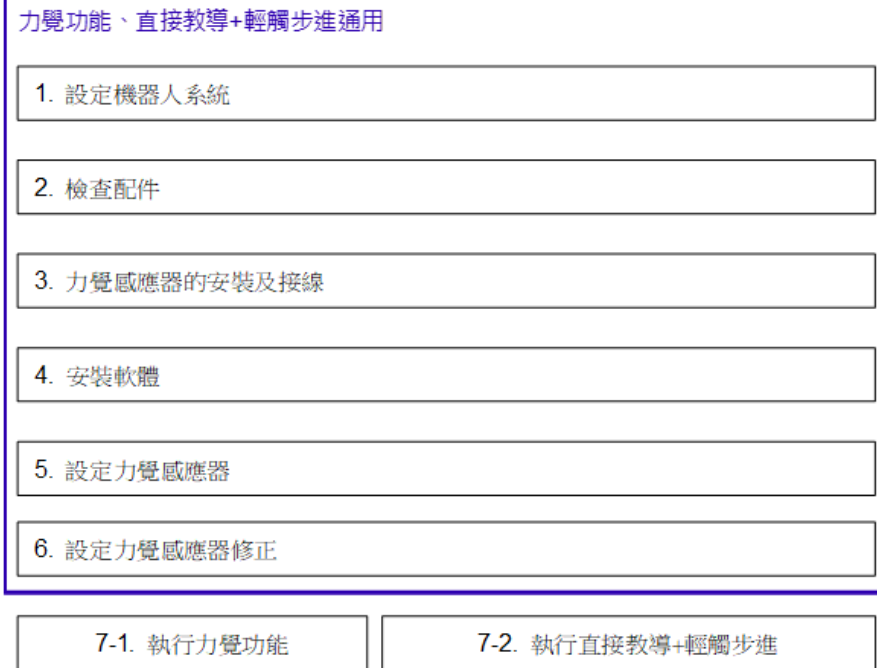 力覺功能、直接教導+輕觸步進通用
1. 設定機器人系統
2. 檢查配件
3. 力覺感應器的安裝及接線
4. 安裝軟體
5. 設定力覺感應器
6. 設定力覺感應器修正
7-1. 執行力覺功能
7-2. 執行直接教導+輕觸步進